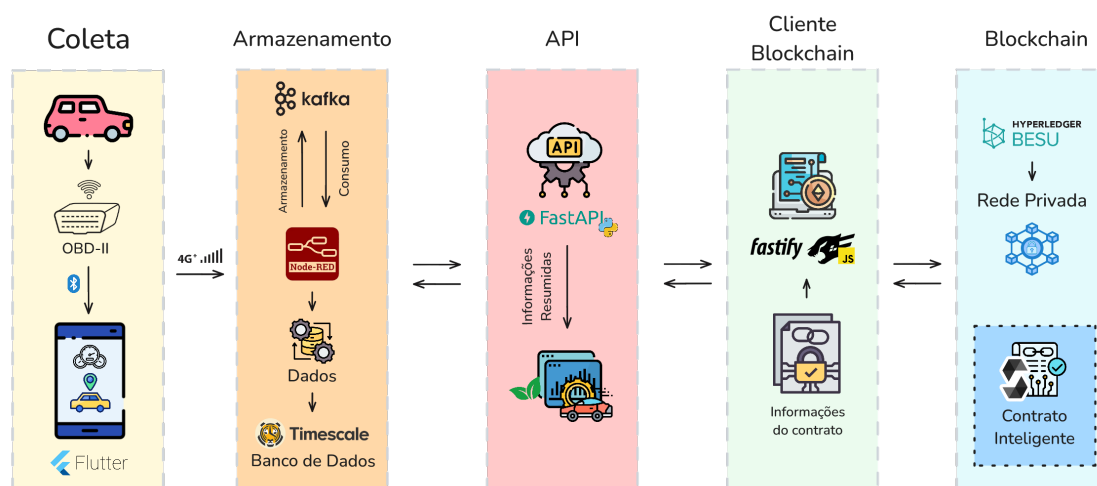 Coleta
OBD-II
Flutter
4G+
Armazenamento
kafka
Armazenamento
Consumo
Node-RED
Dados
Timescale
Banco de Dados
API
API
FastAPI
Informações
Resumidas
Cliente
Blockchain
fastify
JS
Informações
do contrato
Blockchain
HYPERLEDGER
BESU
Rede Privada
Contrato
Inteligente